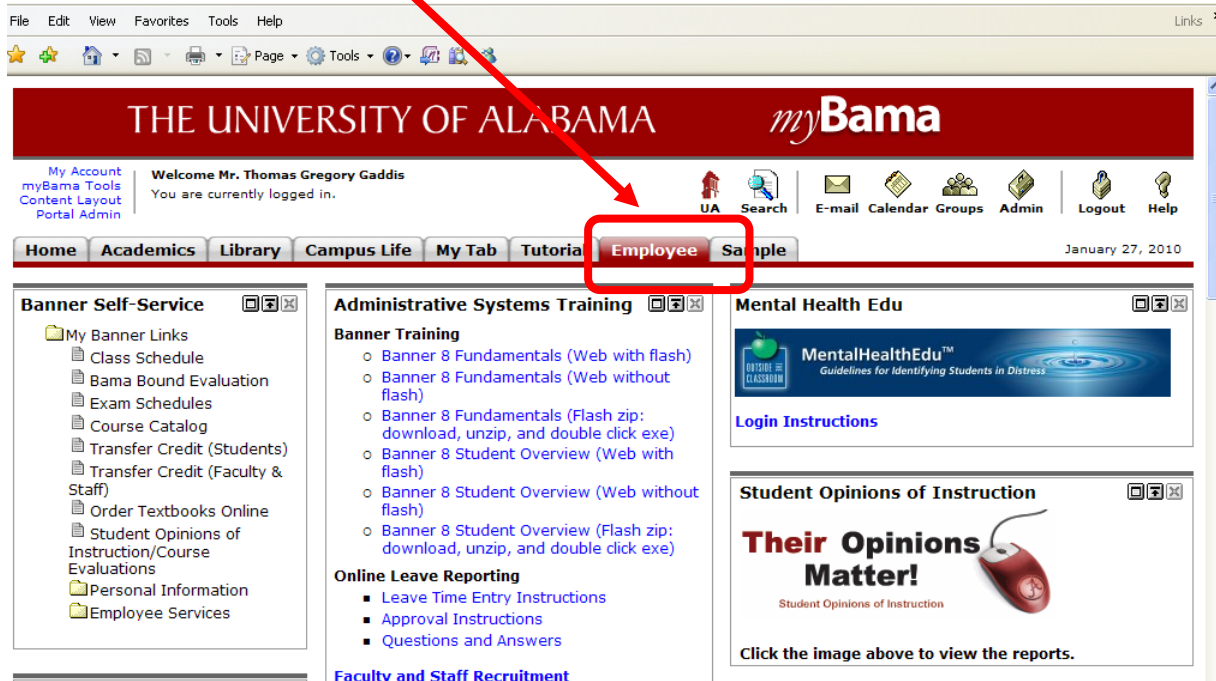 File Edit View Favorites Tools Help Links
Page Tools
THE UNIVERSITY OF ALABAMA myBama
My Account
myBama Tools
Content Layout
Portal Admin
Welcome Mr. Thomas Gregory Gaddis
You are currently logged in.
UA Search E-mail Calendar Groups Admin Logout Help
Home Academics Library Campus Life My Tab Tutorial Employee Sample January 27, 2010
Banner Self-Service
My Banner Links
Class Schedule
Bama Bound Evaluation
Exam Schedules
Course Catalog
Transfer Credit (Students)
Transfer Credit (Faculty &
Staff)
Order Textbooks Online
Student Opinions of
Instruction/Course
Evaluations
Personal Information
Employee Services
Administrative Systems Training
Banner Training
Banner 8 Fundamentals (Web with flash)
Banner 8 Fundamentals (Web without
flash)
Banner 8 Fundamentals (Flash zip:
download, unzip, and double click exe)
Banner 8 Student Overview (Web with
flash)
Banner 8 Student Overview (Web without
flash)
Banner 8 Student Overview (Flash zip:
download, unzip, and double click exe)
Online Leave Reporting
Leave Time Entry Instructions
Approval Instructions
Questions and Answers
Faculty and Staff Recruitment
Mental Health Edu
OUTSIDE THE
CLASSROOM
MentalHealthEdu™
Guidelines for Identifying Students in Distress
Login Instructions
Student Opinions of Instruction
Their Opinions
Matter!
Student Opinions of Instruction
Click the image above to view the reports.